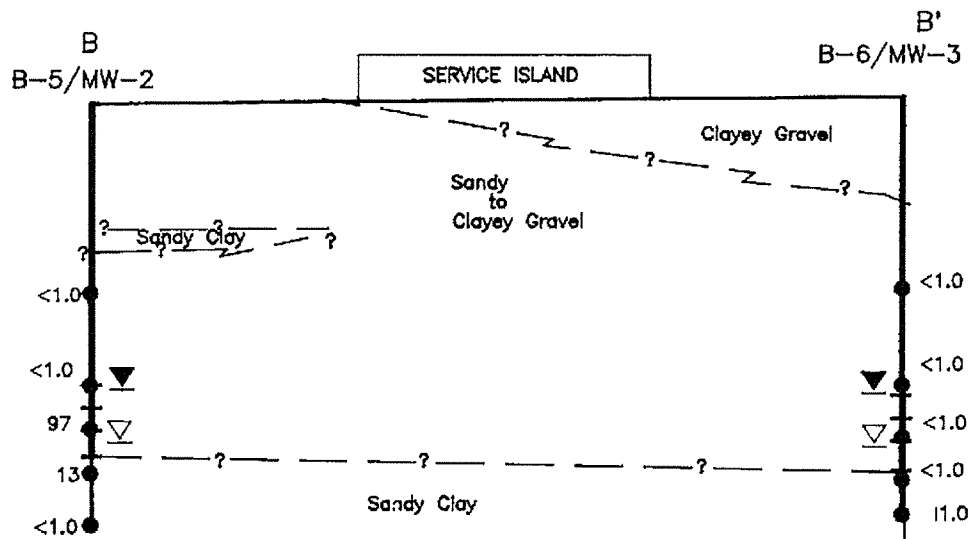 B
B-5/MW-2
B'
B-6/MW-3
SERVICE ISLAND
Clayey Gravel
?
?
?
Sandy
to
Clayey Gravel
?
?
Sandy Clay
?
?
?
<1.0
<1.0
<1.0
<1.0
97
<1.0
?
?
?
13
<1.0
Sandy Clay
<1.0
11.0